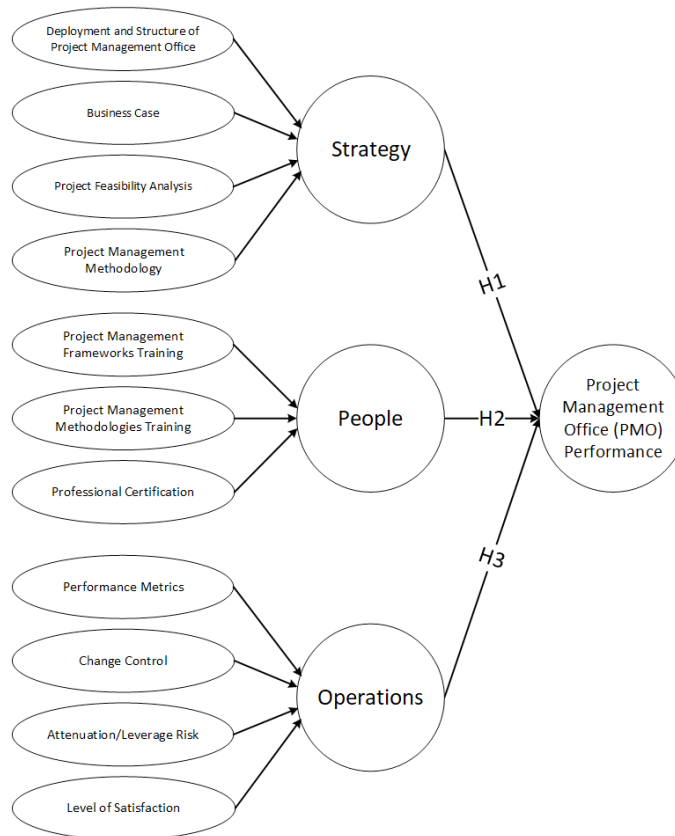 Deployment and Structure of
Project Management Office
Business Case
Project Feasibility Analysis
Project Management
Methodology
Strategy
H1
Project Management
Frameworks Training
Project Management
Methodologies Training
Professional Certification
People
H2
Project
Management
Office (PMO)
Performance
H3
Performance Metrics
Change Control
Attenuation/Leverage Risk
Level of Satisfaction
Operations